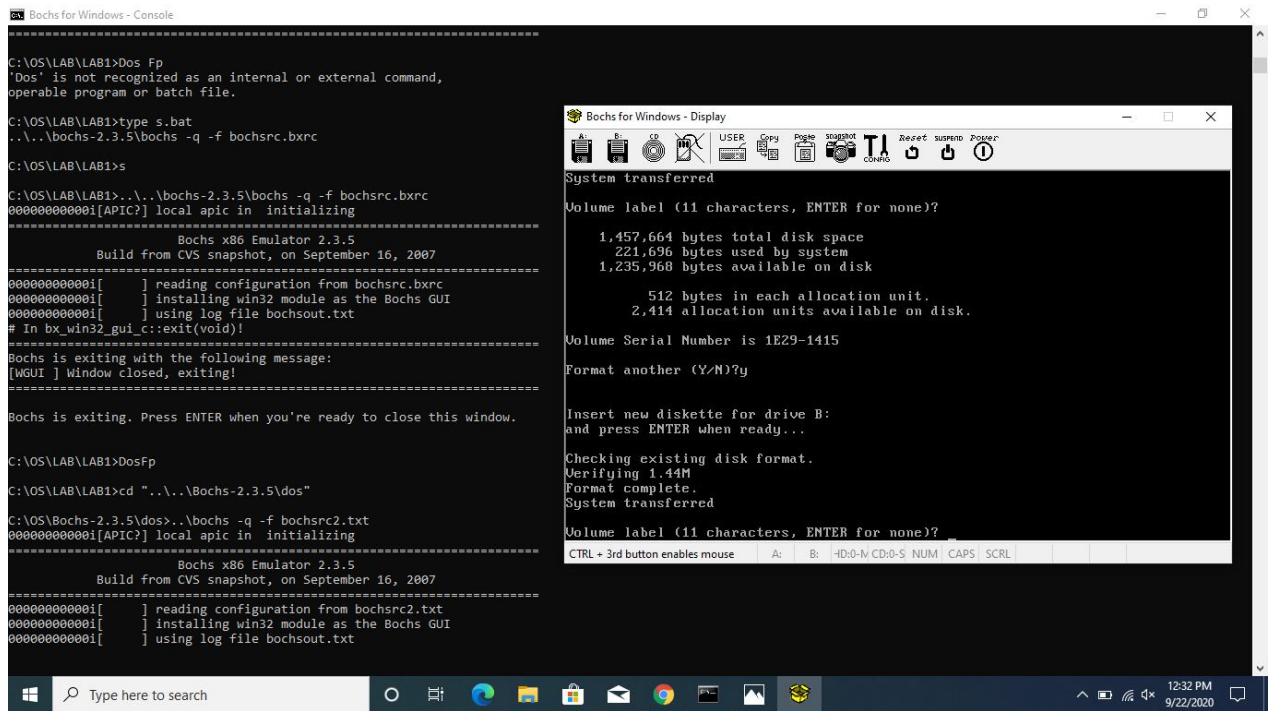 Bochs for Windows - Console
================================================================
C:\OS\LAB\LAB1>Dos Fp
'Dos' is not recognized as an internal or external command,
operable program or batch file.
C:\OS\LAB\LAB1>type s.bat
..\..\bochs-2.3.5\bochs -q -f bochsrc.bxrc
C:\OS\LAB\LAB1>s
C:\OS\LAB\LAB1>..\..\bochs-2.3.5\bochs -q -f bochsrc.bxrc
00000000000i[APIC?] local apic in  initializing
================================================================
Bochs x86 Emulator 2.3.5
Build from CVS snapshot, on September 16, 2007
================================================================
00000000000i[     ] reading configuration from bochsrc.bxrc
00000000000i[     ] installing win32 module as the Bochs GUI
00000000000i[     ] using log file bochsout.txt
# In bx_win32_gui_c::exit(void)!
================================================================
Bochs is exiting with the following message:
[WGUI ] Window closed, exiting!
================================================================
Bochs is exiting. Press ENTER when you're ready to close this window.
C:\OS\LAB\LAB1>DosFp
C:\OS\LAB\LAB1>cd "..\..\Bochs-2.3.5\dos"
C:\OS\Bochs-2.3.5\dos>..\bochs -q -f bochsrc2.txt
00000000000i[APIC?] local apic in  initializing
================================================================
Bochs x86 Emulator 2.3.5
Build from CVS snapshot, on September 16, 2007
================================================================
00000000000i[     ] reading configuration from bochsrc2.txt
00000000000i[     ] installing win32 module as the Bochs GUI
00000000000i[     ] using log file bochsout.txt
Bochs for Windows - Display
A: B: CD USER Copy Paste snapshot CONFIG Reset SUSPEND Power
System transferred
Volume label (11 characters, ENTER for none)?
1,457,664 bytes total disk space
221,696 bytes used by system
1,235,968 bytes available on disk
512 bytes in each allocation unit.
2,414 allocation units available on disk.
Volume Serial Number is 1E29-1415
Format another (Y/N)?y
Insert new diskette for drive B:
and press ENTER when ready...
Checking existing disk format.
Verifying 1.44M
Format complete.
System transferred
Volume label (11 characters, ENTER for none)? _
CTRL + 3rd button enables mouse A: B: HD:0-M CD:0-S NUM CAPS SCRL
Type here to search
12:32 PM
9/22/2020